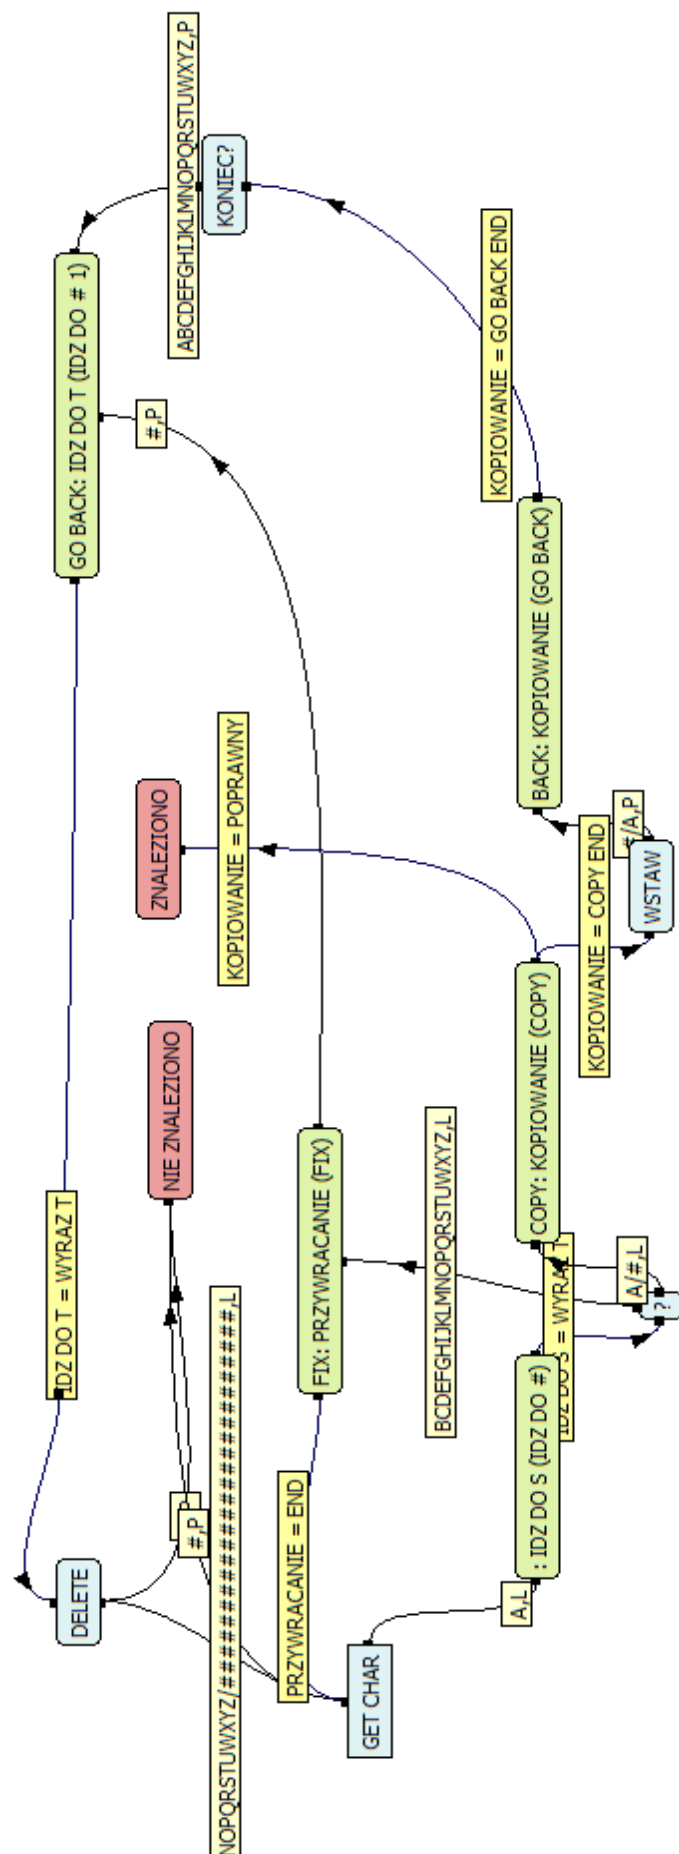 IDZ DO T = WYRAZ T
DELETE
GO BACK: IDZ DO T (IDZ DO # 1)
#,P
NIE ZNALEZIONO
ZNALEZIONO
ABCDEFGHIJKLMNOPQRSTUWXYZ,P
#,P
NOPQRSTUWXYZ/#########################,L
KONIEC?
KOPIOWANIE = POPRAWNY
PRZYWRACANIE = END
FIX: PRZYWRACANIE (FIX)
GET CHAR
BCDEFGHIJKLMNOPQRSTUWXYZ,L
KOPIOWANIE = GO BACK END
A,L
: IDZ DO S (IDZ DO #)
COPY: KOPIOWANIE (COPY)
BACK: KOPIOWANIE (GO BACK)
IDZ DO S = WYRAZ T
KOPIOWANIE = COPY END
A/#,L
#/A,P
?
WSTAW